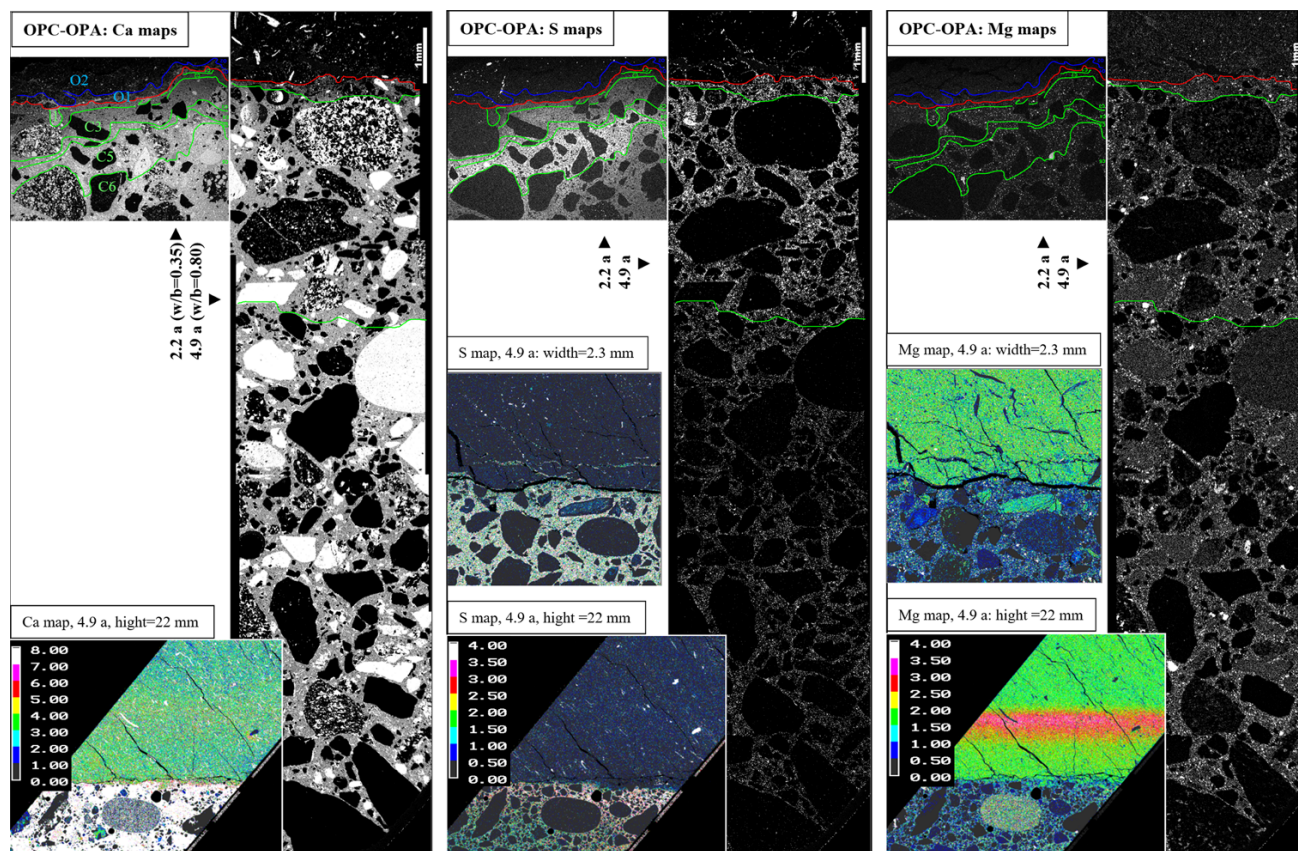 OPC-OPA: Ca maps
1mm
O2
O1
C3
C5
C6
2.2 a (w/b=0.35)
4.9 a (w/b=0.80)
Ca map, 4.9 a, hight=22 mm
8.00
7.00
6.00
5.00
4.00
3.00
2.00
1.00
0.00
OPC-OPA: S maps
1mm
2.2 a
4.9 a
S map, 4.9 a: width=2.3 mm
S map, 4.9 a, hight =22 mm
4.00
3.50
3.00
2.50
2.00
1.50
1.00
0.50
0.00
OPC-OPA: Mg maps
1mm
2.2 a
4.9 a
Mg map, 4.9 a: width=2.3 mm
Mg map, 4.9 a: hight=22 mm
4.00
3.50
3.00
2.50
2.00
1.50
1.00
0.50
0.00